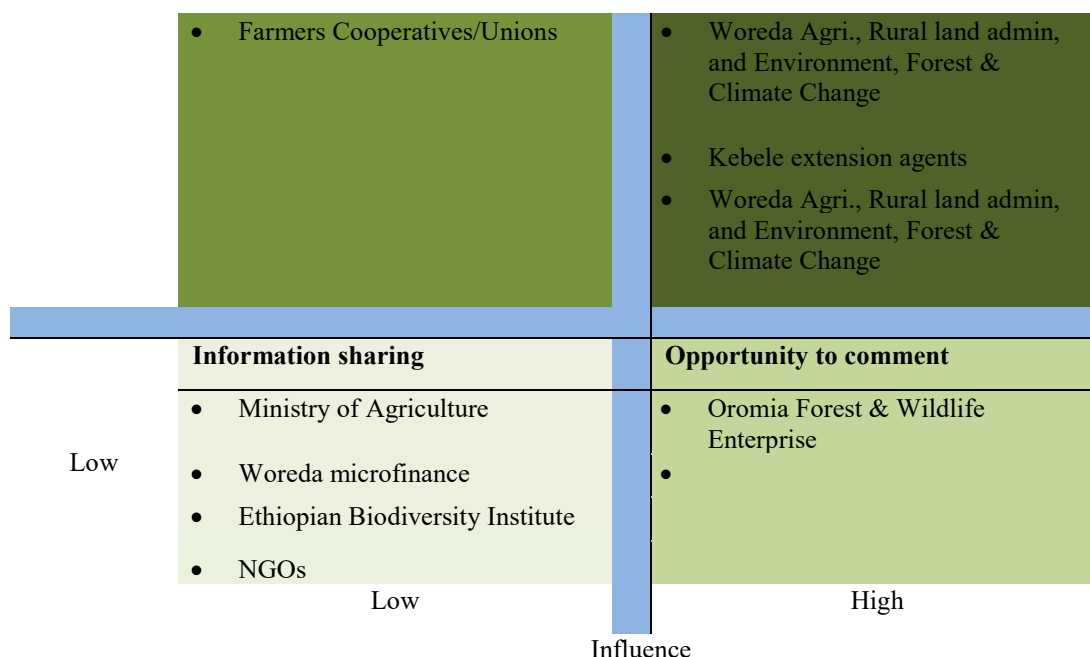 • Farmers Cooperatives/Unions
• Woreda Agri., Rural land admin,
and Environment, Forest &
Climate Change
• Kebele extension agents
• Woreda Agri., Rural land admin,
and Environment, Forest &
Climate Change
Information sharing
Opportunity to comment
Low
• Ministry of Agriculture
• Woreda microfinance
• Ethiopian Biodiversity Institute
• NGOs
• Oromia Forest & Wildlife
Enterprise
•
Low
High
Influence